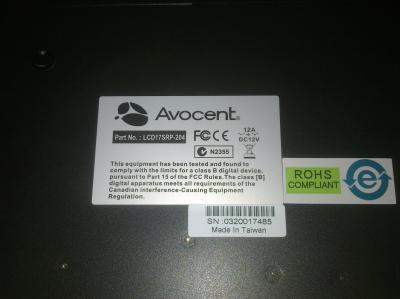 Avocent®
Part No. : LCD17SRP-204
FC CE
12A
DC12V
N2355
This equipment has been tested and found to
comply with the limits for a class B digital device,
pursuant to Part 15 of the FCC Rules.The class [B]
digital apparatus meets all requirements of the
Canadian interference-Causing Equipment
Regulation.
ROHS
COMPLIANT
e
SN :0320017485
Made In Taiwan